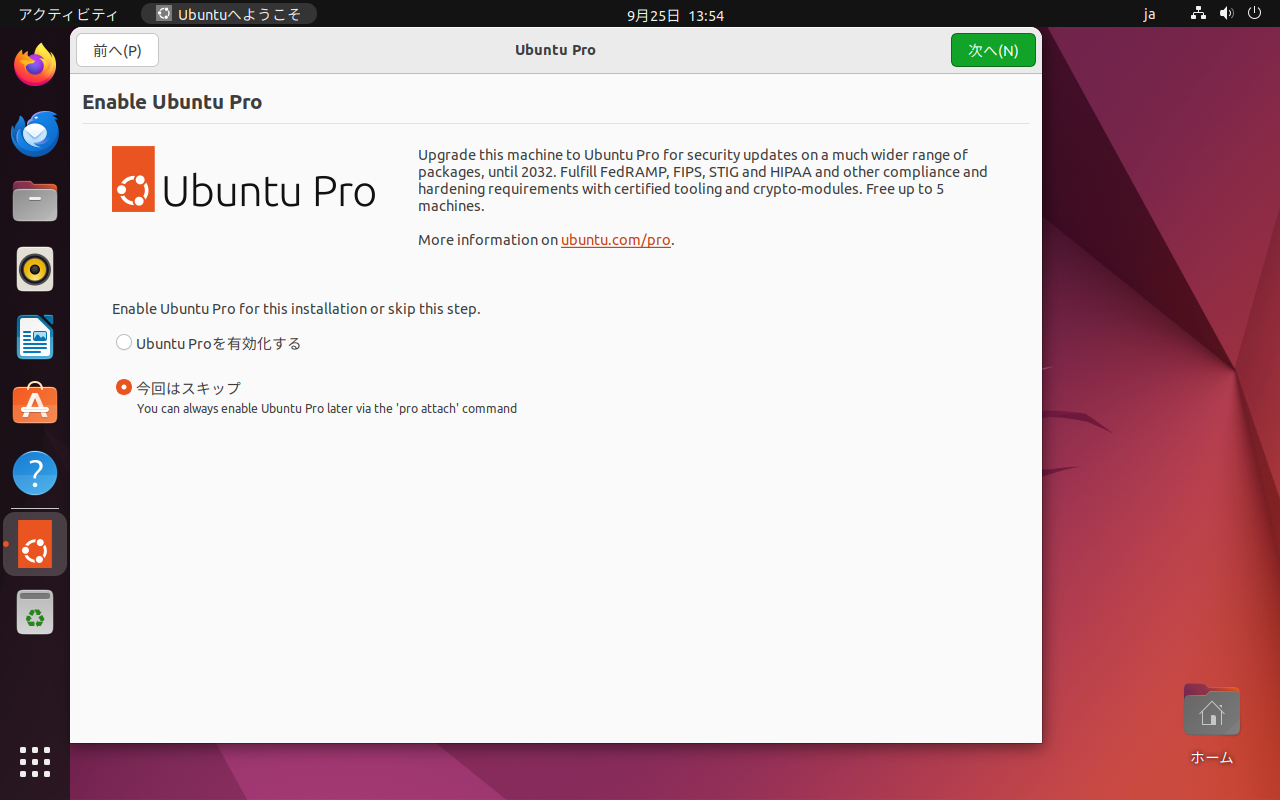 アクティビティ
Ubuntuへようこそ
9月25日 13:54
ja
前へ(P)
Ubuntu Pro
次へ(N)
Enable Ubuntu Pro
Ubuntu Pro
Upgrade this machine to Ubuntu Pro for security updates on a much wider range of
packages, until 2032. Fulfill FedRAMP, FIPS, STIG and HIPAA and other compliance and
hardening requirements with certified tooling and crypto-modules. Free up to 5
machines.
More information on ubuntu.com/pro.
Enable Ubuntu Pro for this installation or skip this step.
Ubuntu Proを有効化する
今回はスキップ
You can always enable Ubuntu Pro later via the 'pro attach' command
ホーム